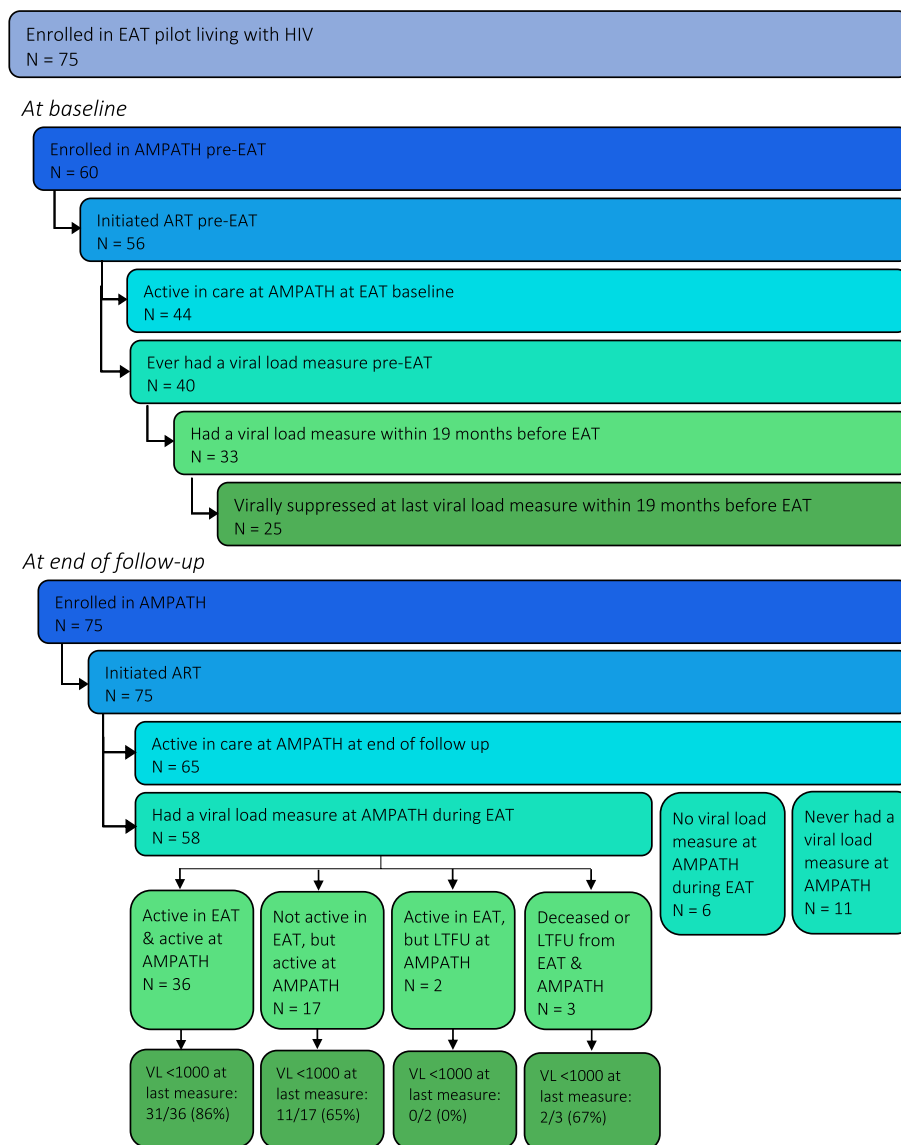 Enrolled in EAT pilot living with HIV
N = 75
At baseline
Enrolled in AMPATH pre-EAT
N = 60
Initiated ART pre-EAT
N = 56
Active in care at AMPATH at EAT baseline
N = 44
Ever had a viral load measure pre-EAT
N = 40
Had a viral load measure within 19 months before EAT
N = 33
Virally suppressed at last viral load measure within 19 months before EAT
N = 25
At end of follow-up
Enrolled in AMPATH
N = 75
Initiated ART
N = 75
Active in care at AMPATH at end of follow up
N = 65
Had a viral load measure at AMPATH during EAT
N = 58
No viral load
measure at
AMPATH
during EAT
N = 6
Never had a
viral load
measure at
AMPATH
N = 11
Active in EAT
& active at
AMPATH
N = 36
Not active in
EAT, but
active at
AMPATH
N = 17
Active in EAT,
but LTFU at
AMPATH
N = 2
Deceased or
LTFU from
EAT &
AMPATH
N = 3
VL <1000 at
last measure:
31/36 (86%)
VL <1000 at
last measure:
11/17 (65%)
VL <1000 at
last measure:
0/2 (0%)
VL <1000 at
last measure:
2/3 (67%)